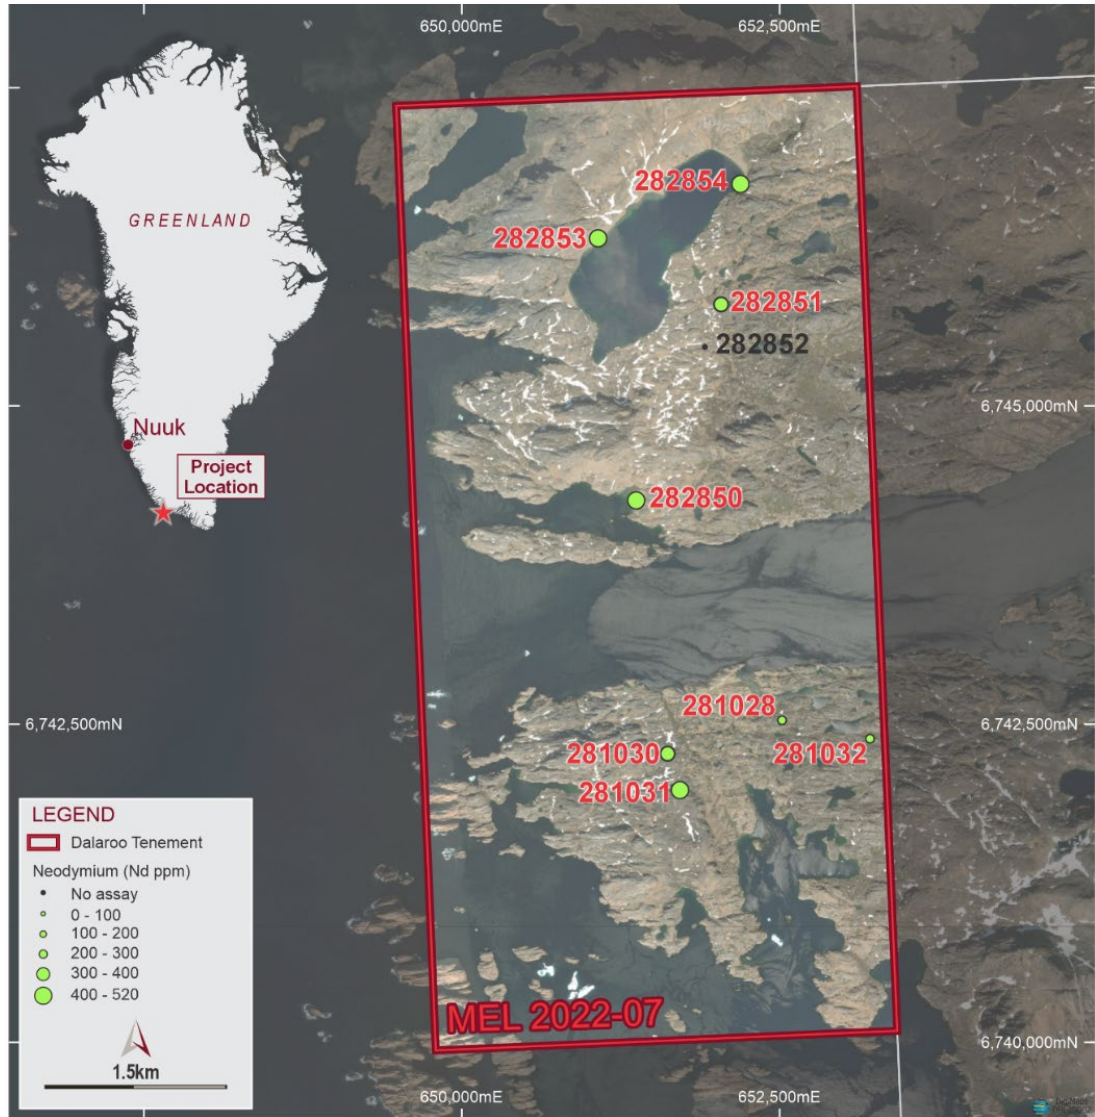 650,000mE
652,500mE
GREENLAND
Nuuk
Project
Location
282854
282853
282851
282852
6,745,000mN
282850
281028
6,742,500mN
6,742,500mN
281030
281032
281031
LEGEND
Dalaroo Tenement
Neodymium (Nd ppm)
No assay
0 - 100
100 - 200
200 - 300
300 - 400
400 - 520
1.5km
MEL 2022-07
6,740,000mN
650,000mE
652,500mE